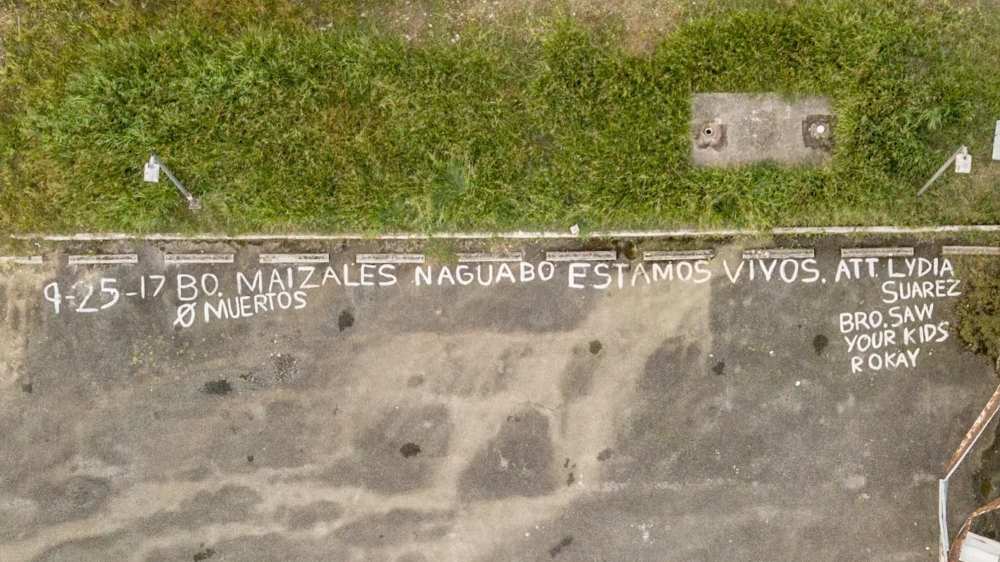 9-25-17 BO. MAIZALES NAGUABO ESTAMOS VIVOS. ATT. LYDIA
SUAREZ
Ø MUERTOS
BRO. SAW
YOUR KIDS
R OKAY